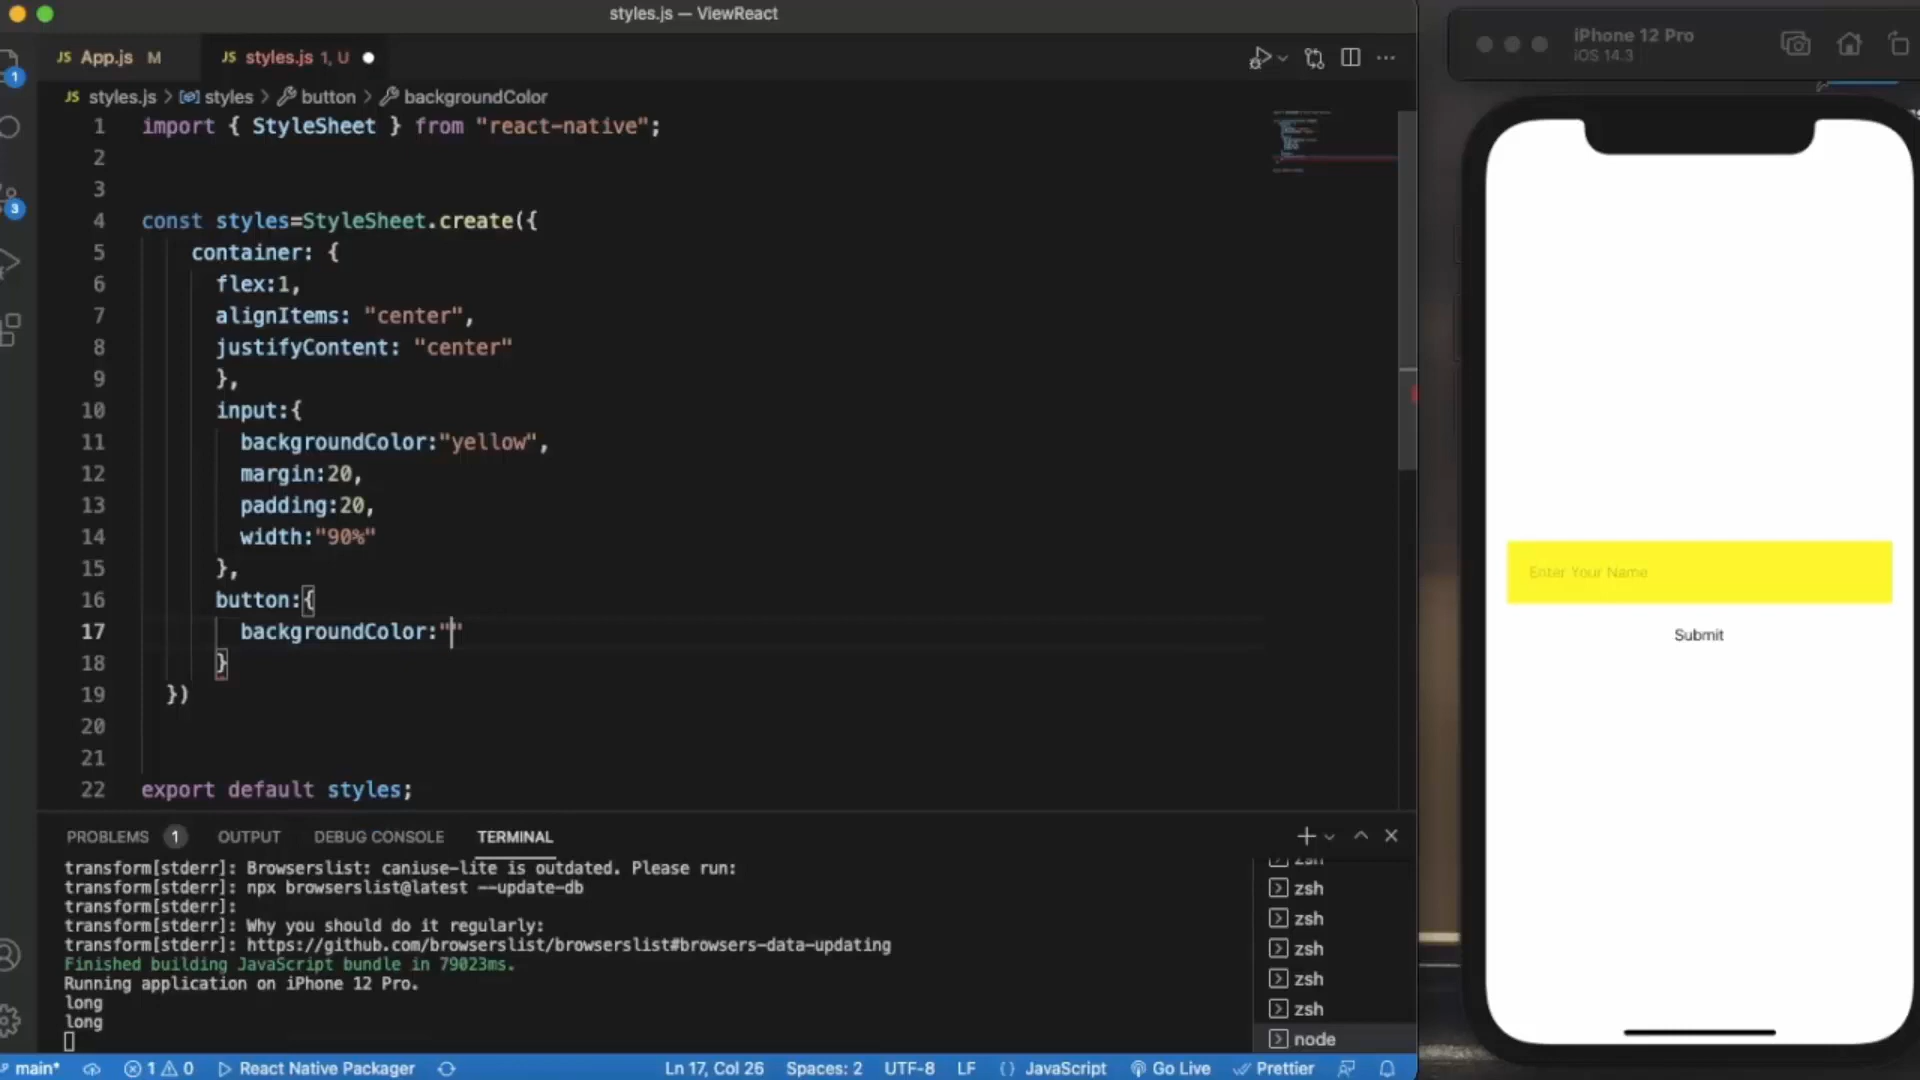 styles.js — ViewReact
JS App.js M
JS styles.js 1, U
iPhone 12 Pro
iOS 14.3
JS styles.js > styles > button > backgroundColor
1 import { StyleSheet } from "react-native";
2
3
4 const styles=StyleSheet.create({
5 container: {
6 flex:1,
7 alignItems: "center",
8 justifyContent: "center"
9 },
10 input:{
11 backgroundColor:"yellow",
12 margin:20,
13 padding:20,
14 width:"90%"
15 },
16 button:{
17 backgroundColor:""
18 }
19 })
20
21
22 export default styles;
1
3
Enter Your Name
Submit
PROBLEMS 1 OUTPUT DEBUG CONSOLE TERMINAL
transform[stderr]: Browserslist: caniuse-lite is outdated. Please run:
transform[stderr]: npx browserslist@latest --update-db
transform[stderr]:
transform[stderr]: Why you should do it regularly:
transform[stderr]: https://github.com/browserslist/browserslist#browsers-data-updating
Finished building JavaScript bundle in 79023ms.
Running application on iPhone 12 Pro.
long
long
zsh
zsh
zsh
zsh
zsh
zsh
node
main* 1 0 React Native Packager Ln 17, Col 26 Spaces: 2 UTF-8 LF {} JavaScript Go Live Prettier